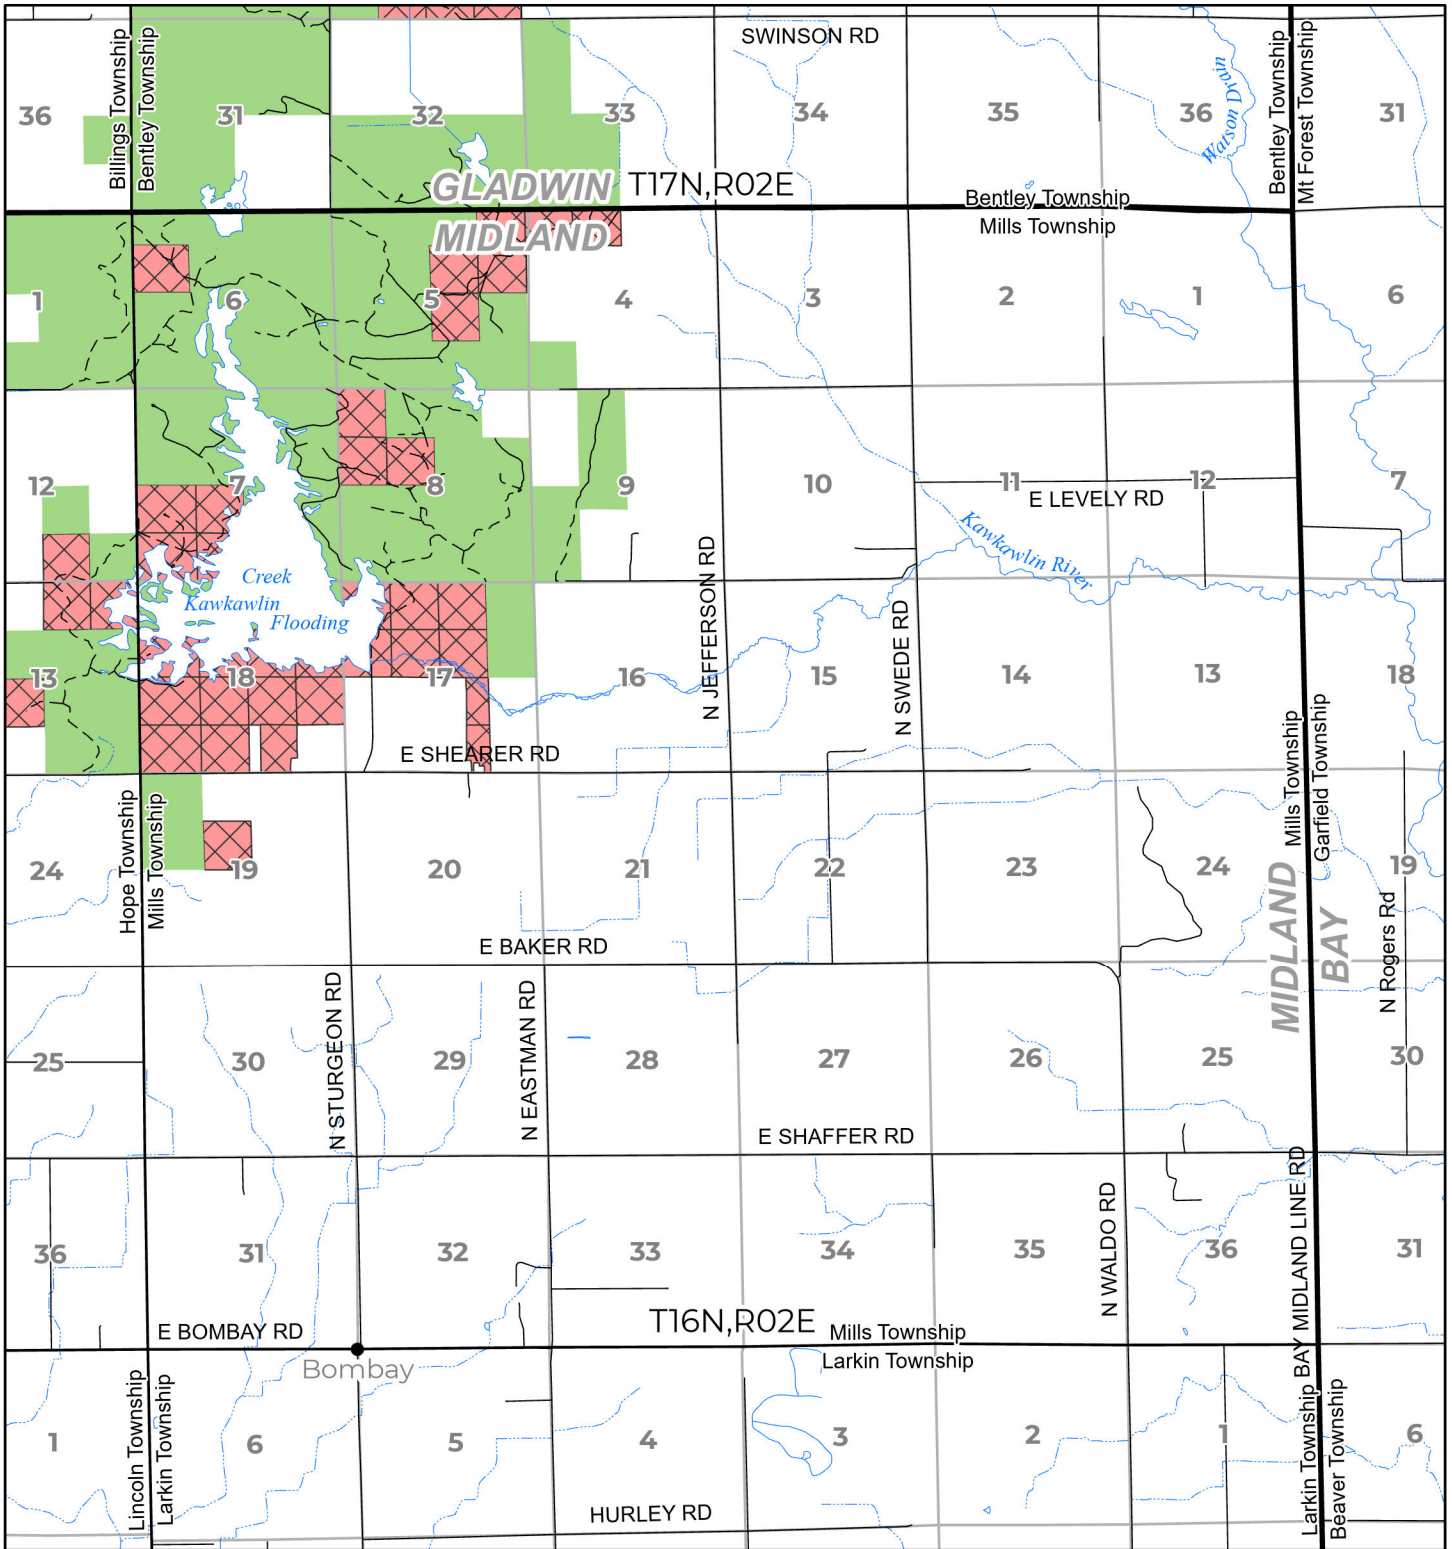 SWINSON RD
Billings Township
Bentley Township
Bentley Township
Mt Forest Township
Watson Drain
36
31
32
33
34
35
36
31
GLADWIN
T17N,R02E
Bentley Township
MIDLAND
Mills Township
1
6
5
4
3
2
1
6
12
7
8
9
10
11
12
7
E LEVELY RD
Kawkawlin River
Creek
Kawkawlin
Flooding
N JEFFERSON RD
N SWEDE RD
13
18
17
16
15
14
13
18
E SHEARER RD
Mills Township
Garfield Township
Hope Township
Mills Township
24
19
20
21
22
23
24
19
E BAKER RD
MIDLAND
BAY
N Rogers Rd
N STURGEON RD
N EASTMAN RD
25
30
29
28
27
26
25
30
E SHAFFER RD
N WALDO RD
BAY MIDLAND LINE RD
36
31
32
33
34
35
36
31
E BOMBAY RD
T16N,R02E
Mills Township
Bombay
Larkin Township
Lincoln Township
Larkin Township
Larkin Township
Beaver Township
1
6
5
4
3
2
1
6
HURLEY RD